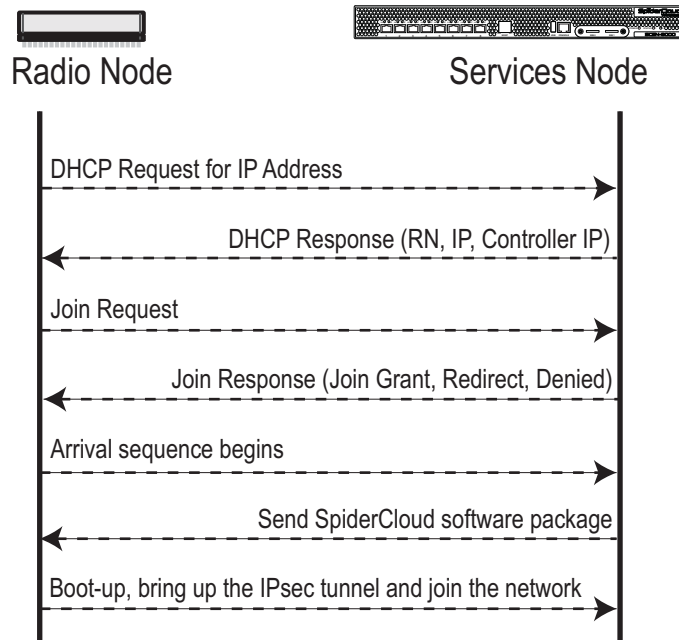 SpiderCloud
Radio Node
Services Node
DHCP Request for IP Address
DHCP Response (RN, IP, Controller IP)
Join Request
Join Response (Join Grant, Redirect, Denied)
Arrival sequence begins
Send SpiderCloud software package
Boot-up, bring up the IPsec tunnel and join the network